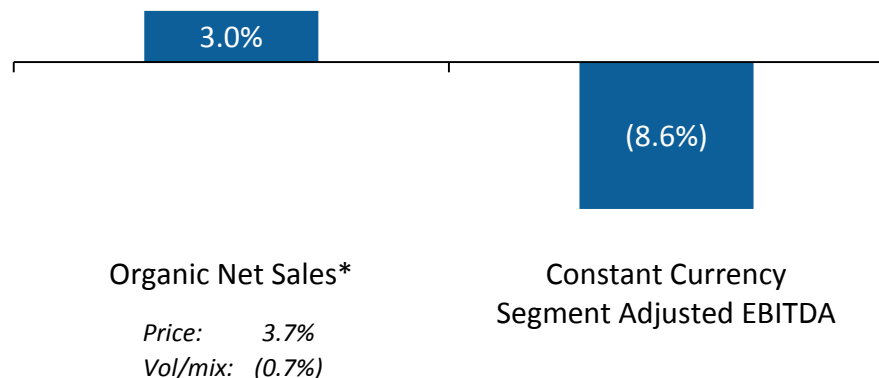 3.0%
(8.6%)
Organic Net Sales*
Price: 3.7%
Vol/mix: (0.7%)
Constant Currency
Segment Adjusted EBITDA